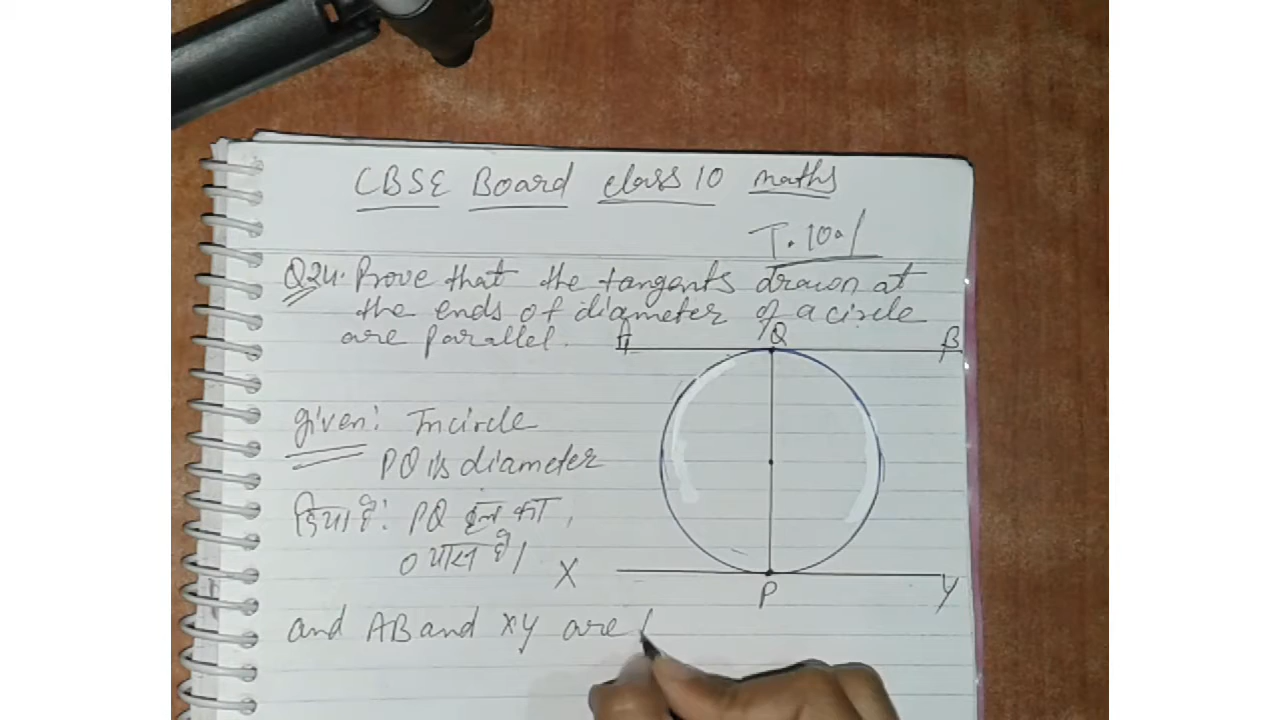 CBSE Board class 10 maths
T. 10.1
Q24. Prove that the tangents drawn at
the ends of diameter of a circle
are parallel.
A Q B
given: In circle
PQ is diameter
दिया है: PQ वृत्त का
व्यास है।
X P Y
and AB and XY are